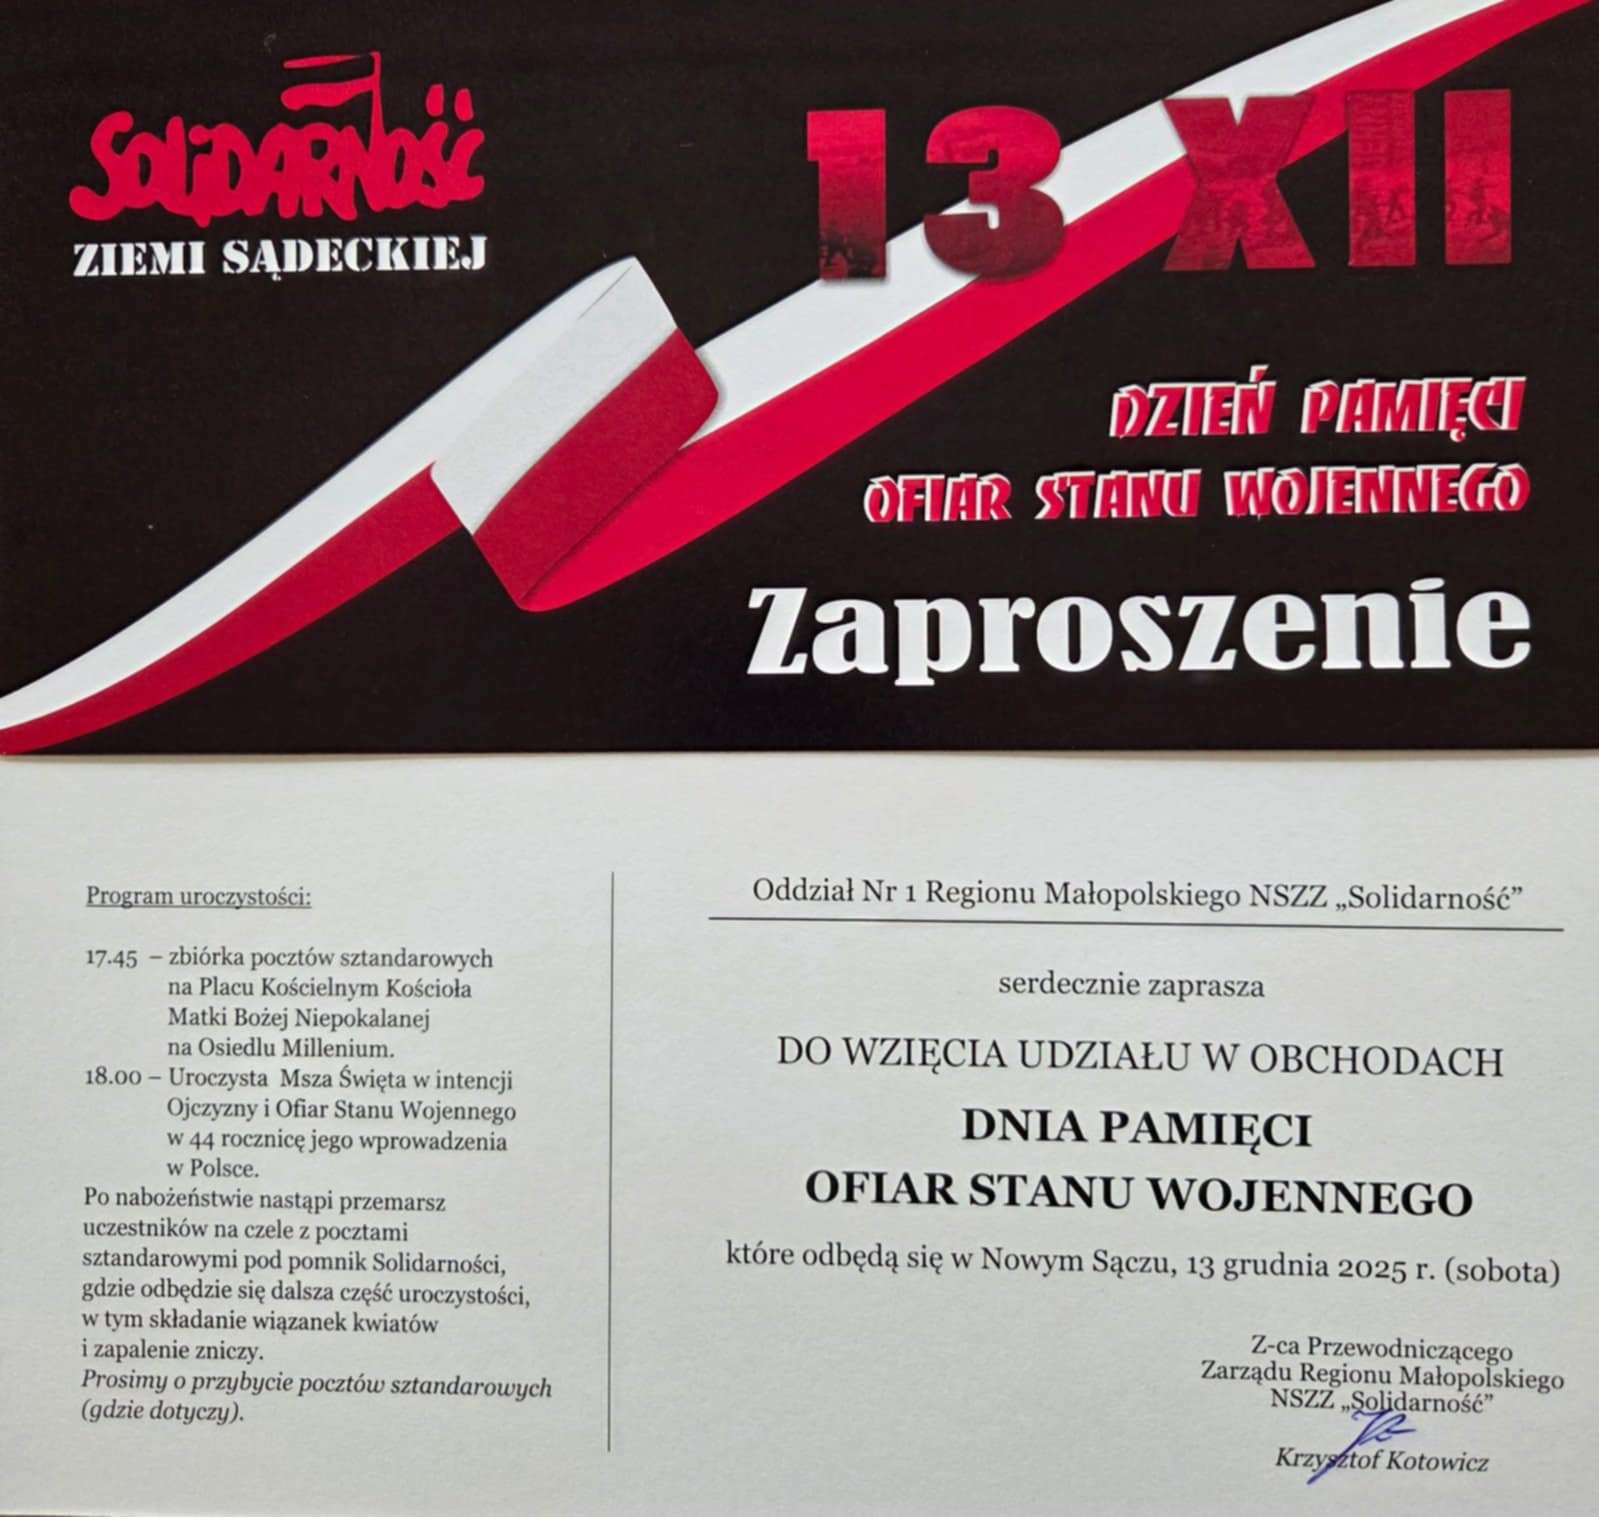 SOLIDARNOŚĆ
ZIEMI SĄDECKIEJ
13 XII
DZIEŃ PAMIĘCI
OFIAR STANU WOJENNEGO
Zaproszenie
Program uroczystości:
17.45 – zbiórka pocztów sztandarowych
na Placu Kościelnym Kościoła
Matki Bożej Niepokalanej
na Osiedlu Millenium.
18.00 – Uroczysta Msza Święta w intencji
Ojczyzny i Ofiar Stanu Wojennego
w 44 rocznicę jego wprowadzenia
w Polsce.
Po nabożeństwie nastąpi przemarsz
uczestników na czele z pocztami
sztandarowymi pod pomnik Solidarności,
gdzie odbędzie się dalsza część uroczystości,
w tym składanie wiązanek kwiatów
i zapalenie zniczy.
Prosimy o przybycie pocztów sztandarowych
(gdzie dotyczy).
Oddział Nr 1 Regionu Małopolskiego NSZZ „Solidarność”
serdecznie zaprasza
DO WZIĘCIA UDZIAŁU W OBCHODACH
DNIA PAMIĘCI
OFIAR STANU WOJENNEGO
które odbędą się w Nowym Sączu, 13 grudnia 2025 r. (sobota)
Z-ca Przewodniczącego
Zarządu Regionu Małopolskiego
NSZZ „Solidarność”
Krzysztof Kotowicz